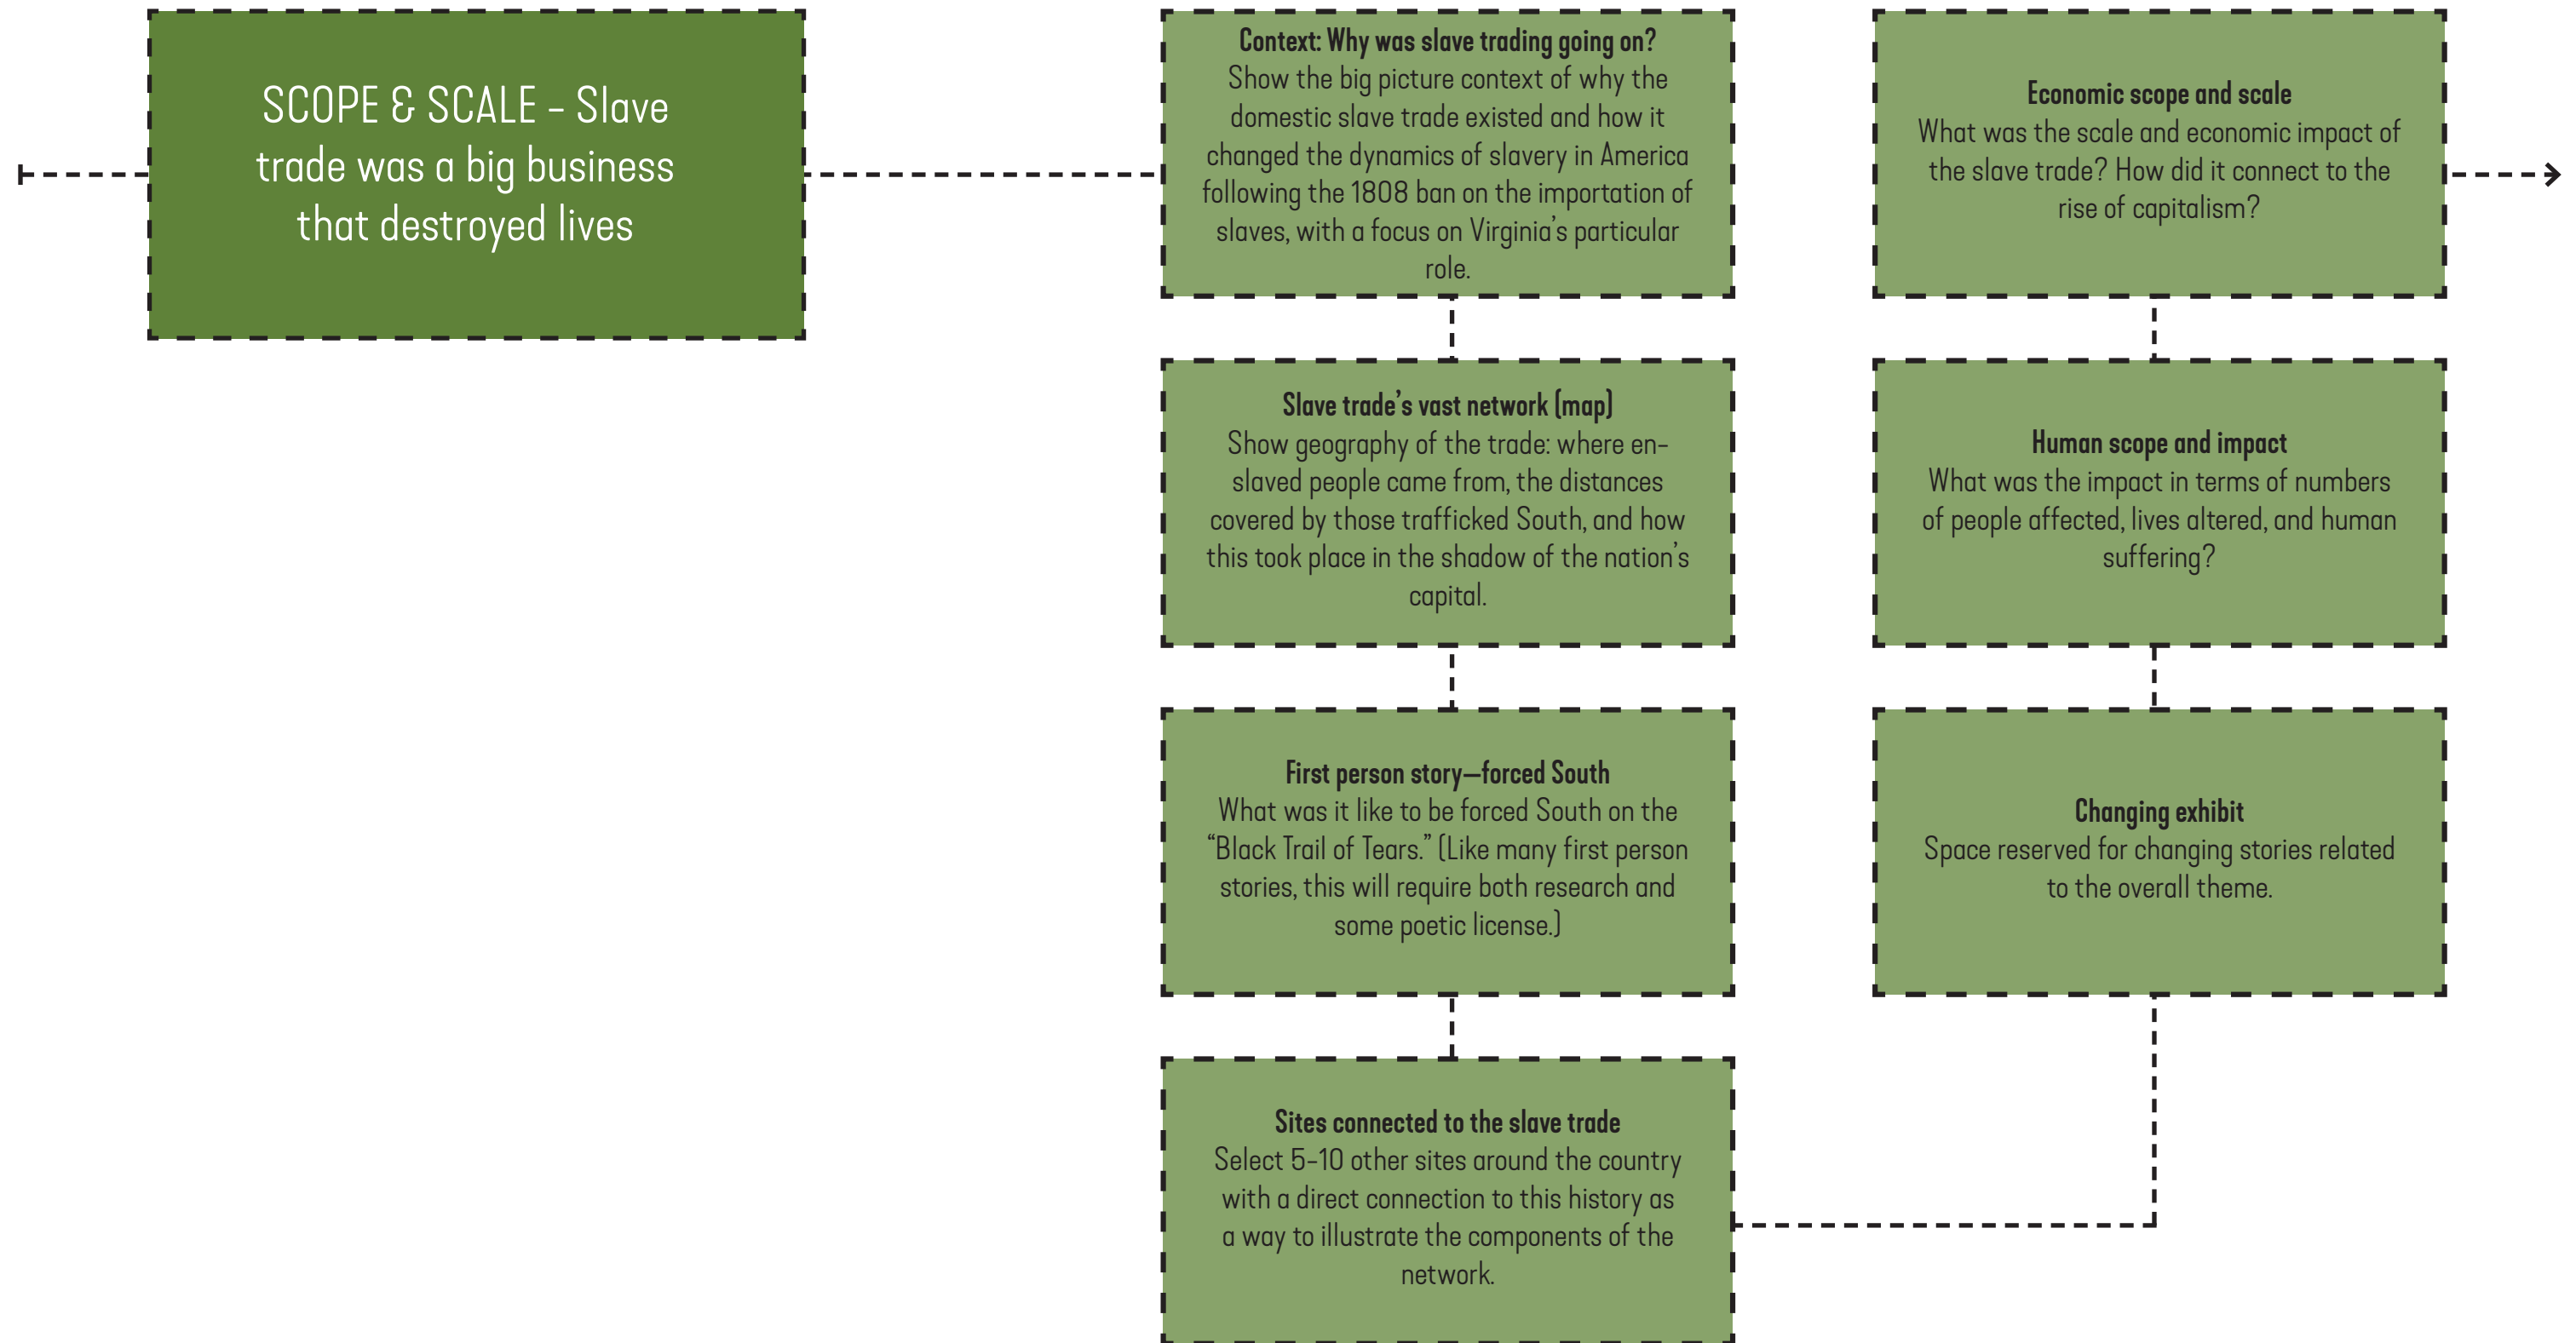 SCOPE & SCALE – Slave
trade was a big business
that destroyed lives
Context: Why was slave trading going on?
Show the big picture context of why the
domestic slave trade existed and how it
changed the dynamics of slavery in America
following the 1808 ban on the importation of
slaves, with a focus on Virginia’s particular
role.
Slave trade’s vast network (map)
Show geography of the trade: where en-
slaved people came from, the distances
covered by those trafficked South, and how
this took place in the shadow of the nation’s
capital.
First person story—forced South
What was it like to be forced South on the
“Black Trail of Tears.” (Like many first person
stories, this will require both research and
some poetic license.)
Sites connected to the slave trade
Select 5-10 other sites around the country
with a direct connection to this history as
a way to illustrate the components of the
network.
Economic scope and scale
What was the scale and economic impact of
the slave trade? How did it connect to the
rise of capitalism?
Human scope and impact
What was the impact in terms of numbers
of people affected, lives altered, and human
suffering?
Changing exhibit
Space reserved for changing stories related
to the overall theme.